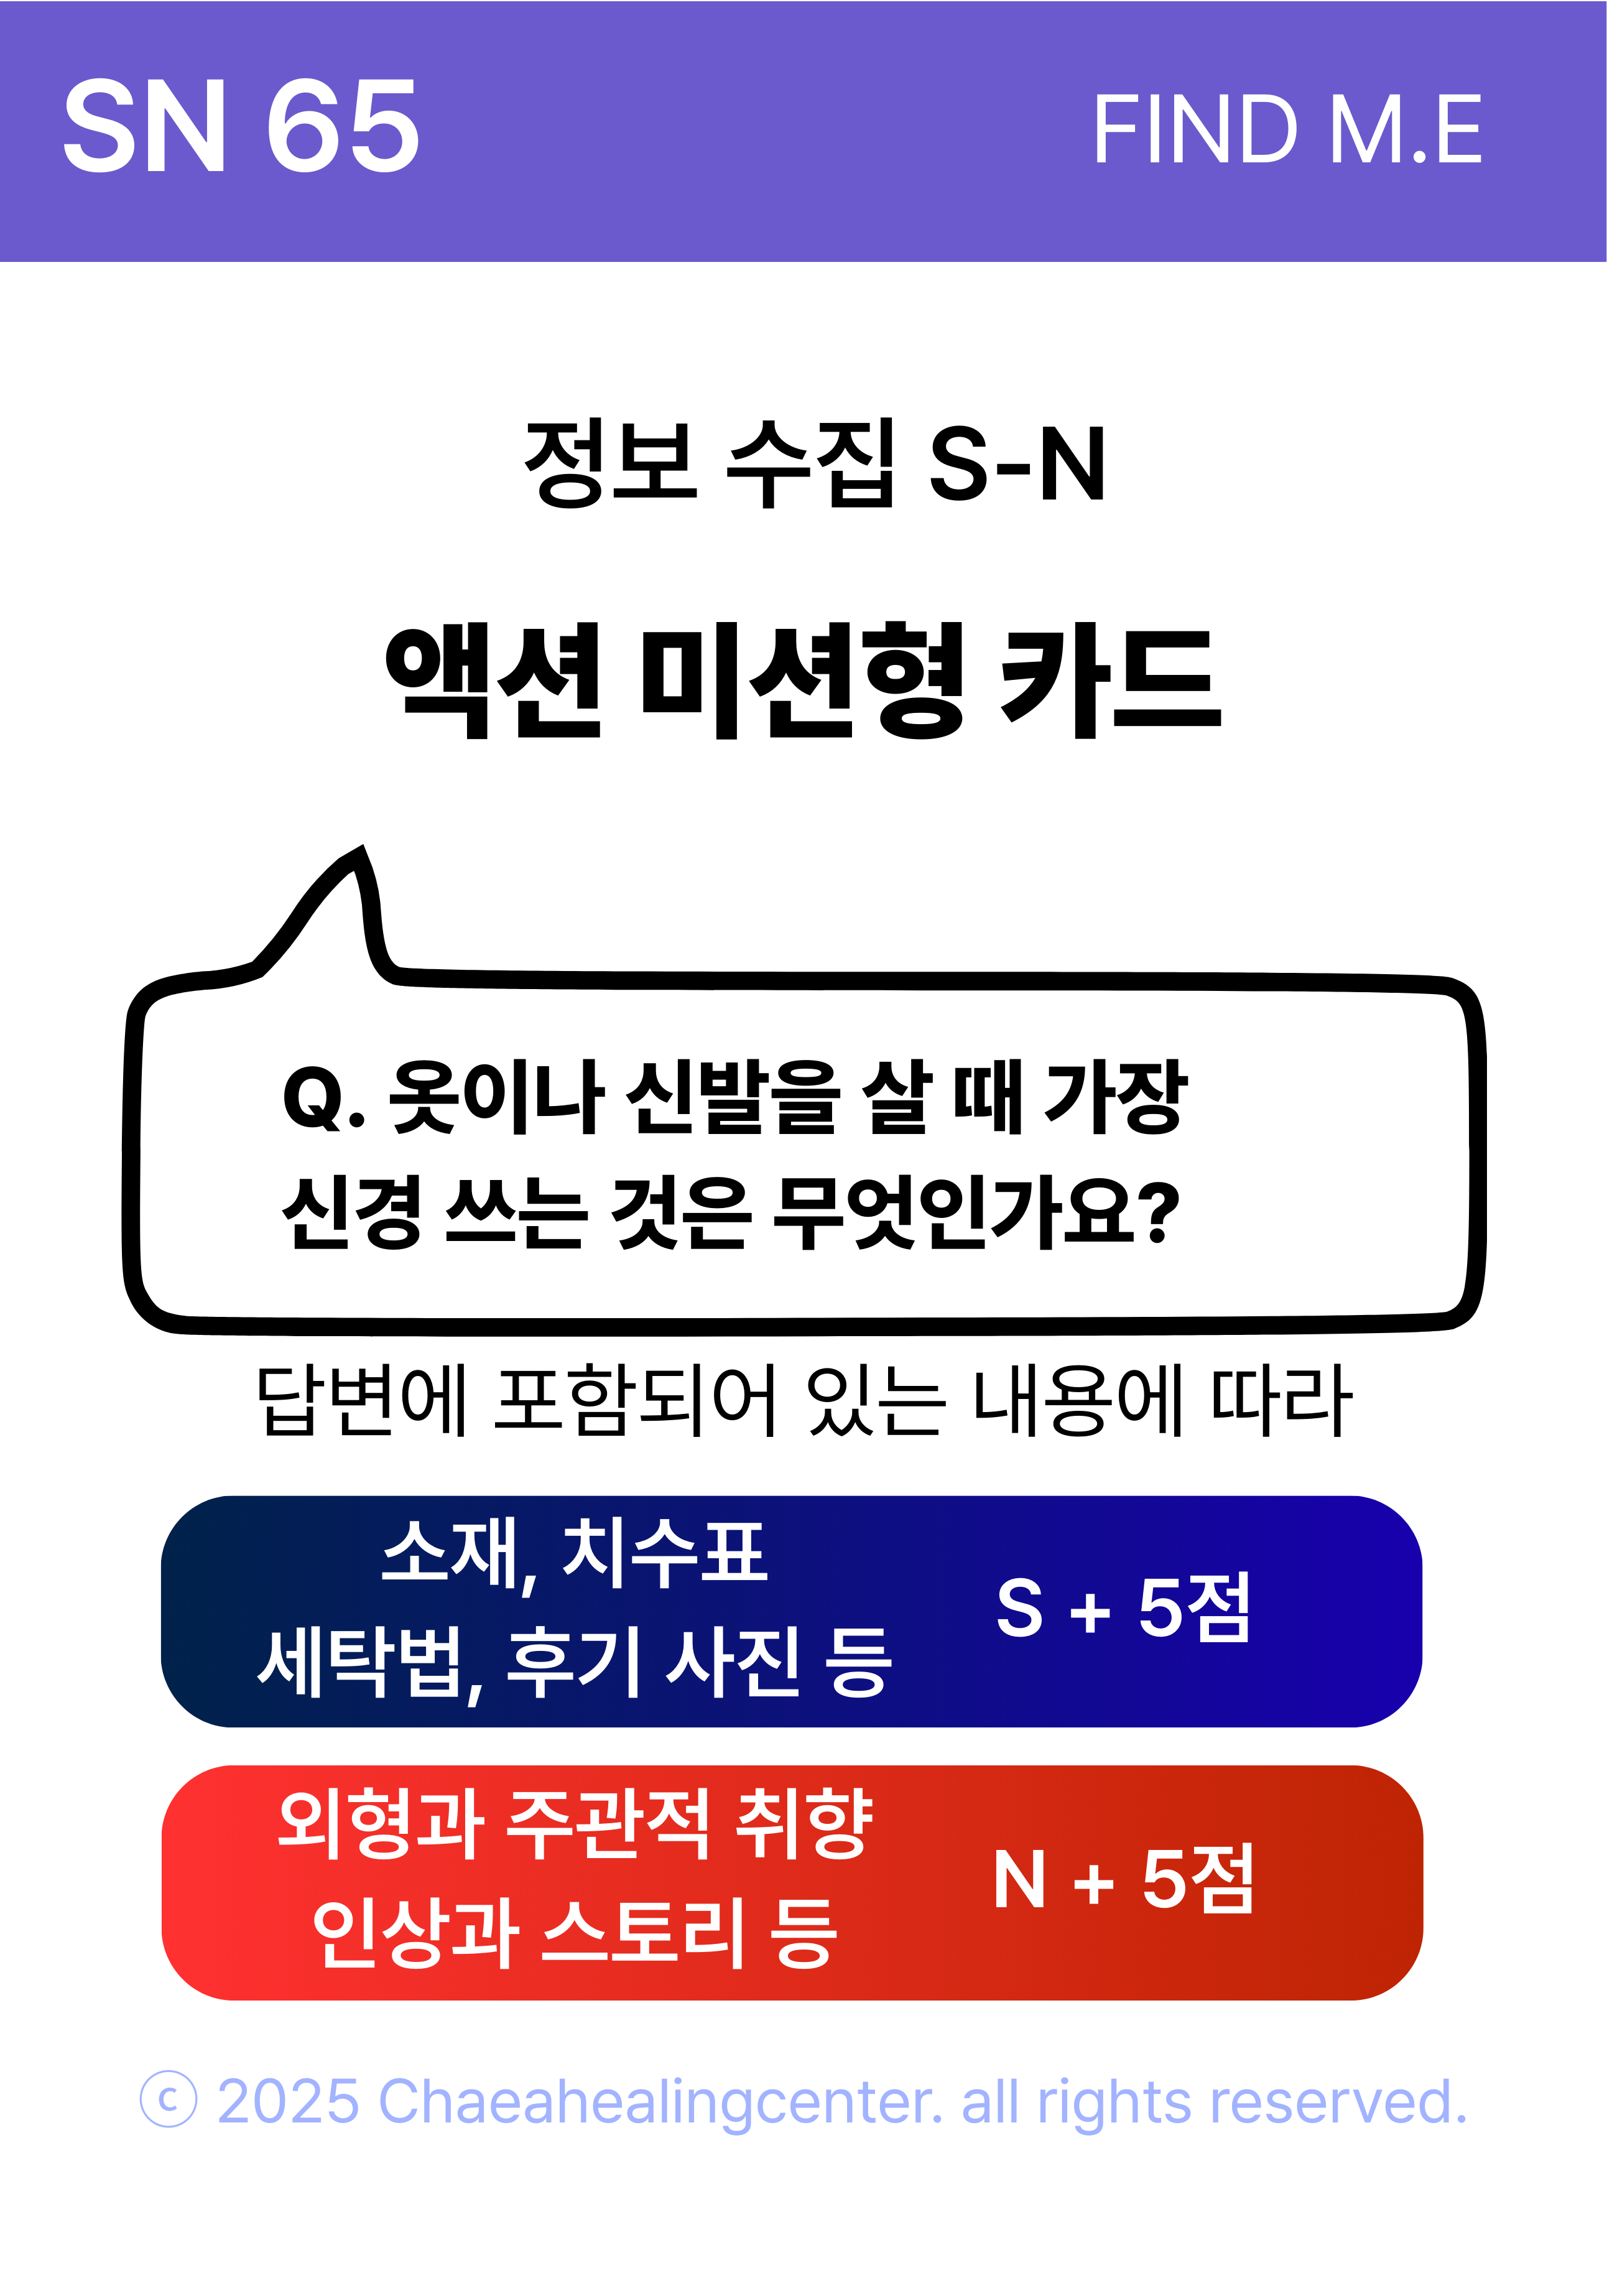 SN 65
FIND M.E
정보 수집 S-N
액션 미션형 카드
Q. 옷이나 신발을 살 때 가장
신경 쓰는 것은 무엇인가요?
답변에 포함되어 있는 내용에 따라
소재, 치수표
세탁법, 후기 사진 등
S + 5점
외형과 주관적 취향
인상과 스토리 등
N + 5점
ⓒ 2025 Chaeahealingcenter. all rights reserved.